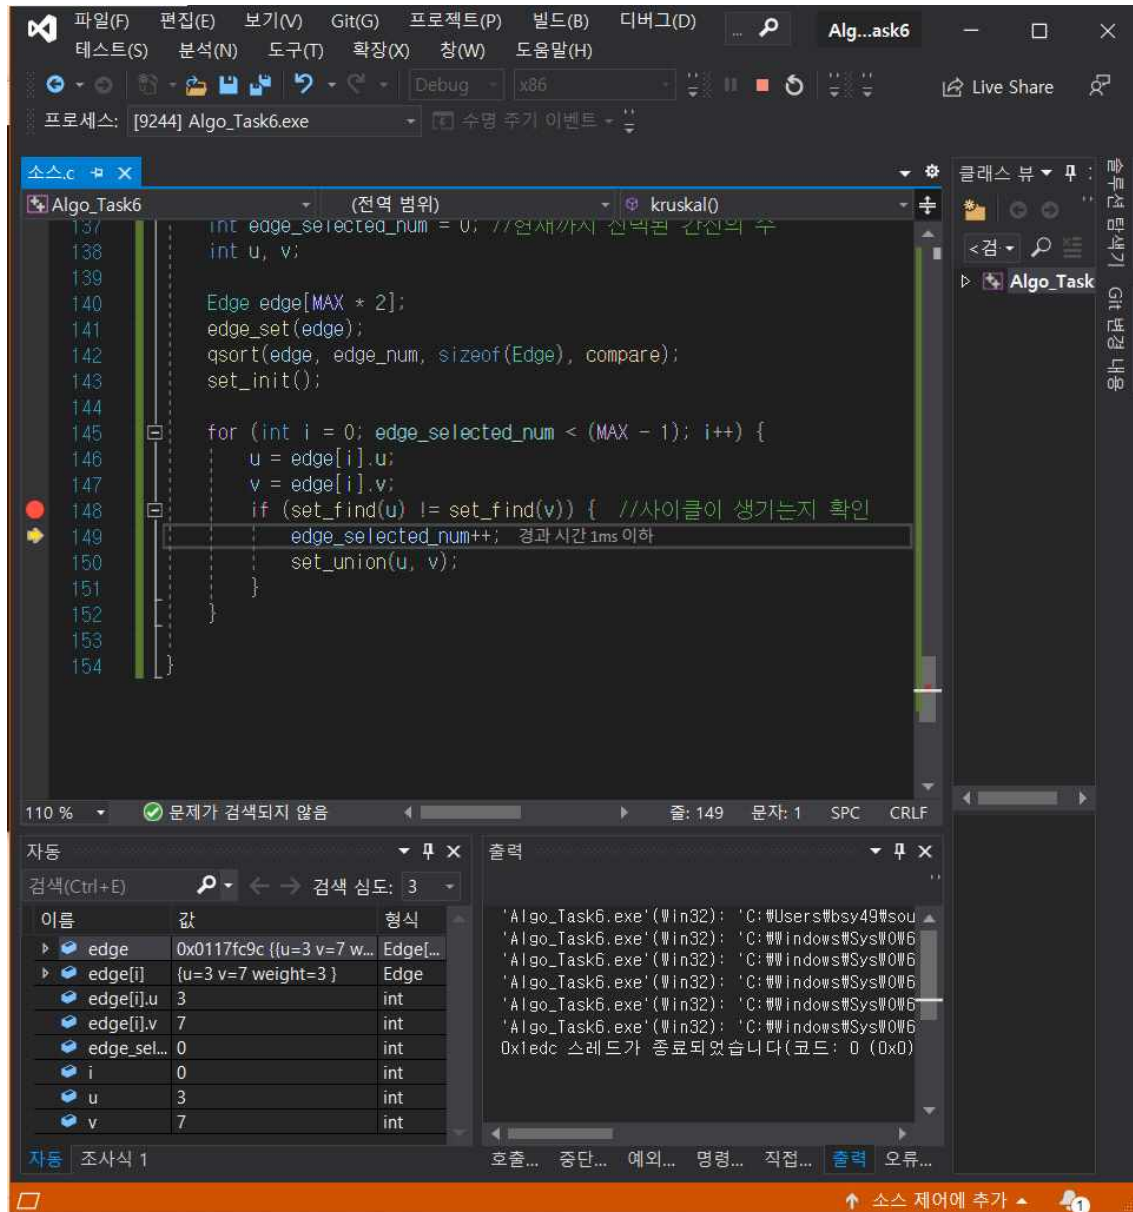 파일(F) 편집(E) 보기(V) Git(G) 프로젝트(P) 빌드(B) 디버그(D) ... Alg...ask6
테스트(S) 분석(N) 도구(T) 확장(X) 창(W) 도움말(H)
Debug x86 Live Share
프로세스: [9244] Algo_Task6.exe 수명 주기 이벤트
소스.c
클래스 뷰
솔루션 탐색기
Git 변경 내용
Algo_Task6 (전역 범위) kruskal()
<검
Algo_Task
137 int edge_selected_num = 0; //현재까지 선택된 간선의 수
138 int u, v;
139
140 Edge edge[MAX * 2];
141 edge_set(edge);
142 qsort(edge, edge_num, sizeof(Edge), compare);
143 set_init();
144
145 for (int i = 0; edge_selected_num < (MAX - 1); i++) {
146 u = edge[i].u;
147 v = edge[i].v;
148 if (set_find(u) != set_find(v)) { //사이클이 생기는지 확인
149 edge_selected_num++; 경과 시간 1ms 이하
150 set_union(u, v);
151 }
152 }
153
154 }
110 % 문제가 검색되지 않음 줄: 149 문자: 1 SPC CRLF
자동
검색(Ctrl+E) 검색 심도: 3
이름 값 형식
edge 0x0117fc9c {{u=3 v=7 w... Edge[...
edge[i] {u=3 v=7 weight=3 } Edge
edge[i].u 3 int
edge[i].v 7 int
edge_sel... 0 int
i 0 int
u 3 int
v 7 int
자동 조사식 1
출력
'Algo_Task6.exe'(Win32): 'C:₩Users₩bsy49₩sou
'Algo_Task6.exe'(Win32): 'C:₩Windows₩SysWOW6
'Algo_Task6.exe'(Win32): 'C:₩Windows₩SysWOW6
'Algo_Task6.exe'(Win32): 'C:₩Windows₩SysWOW6
'Algo_Task6.exe'(Win32): 'C:₩Windows₩SysWOW6
'Algo_Task6.exe'(Win32): 'C:₩Windows₩SysWOW6
0x1edc 스레드가 종료되었습니다(코드: 0 (0x0)
호출... 중단... 예외... 명령... 직접... 출력 오류...
소스 제어에 추가 1